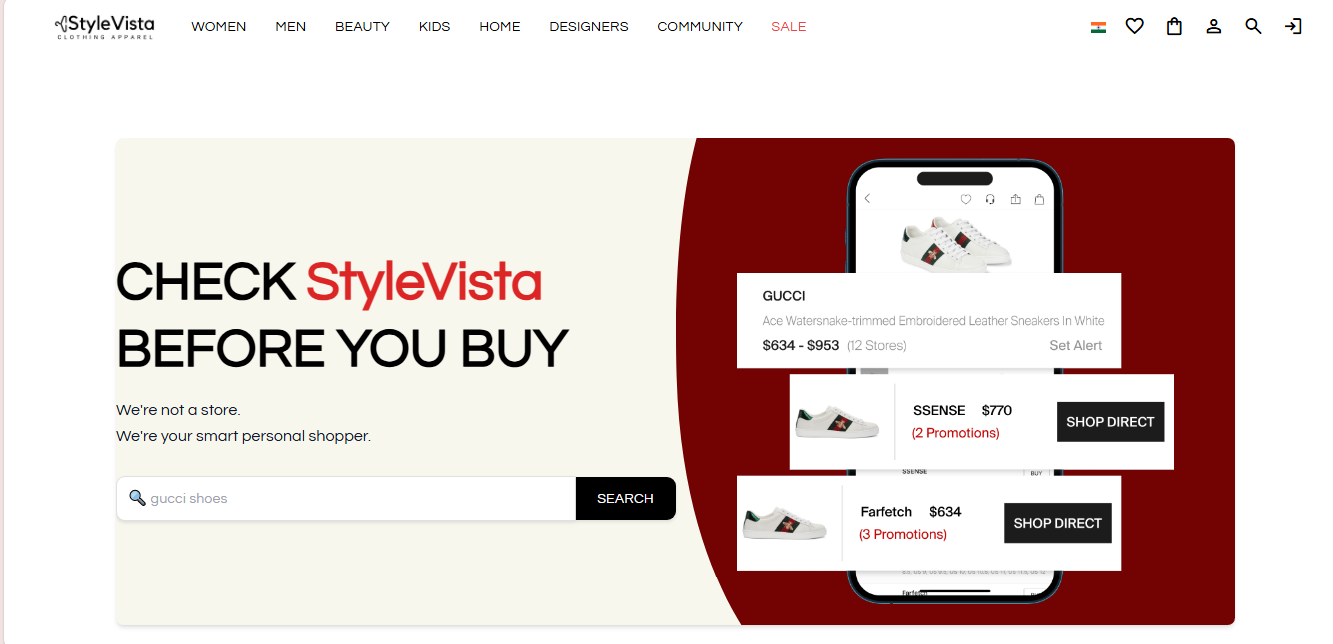 StyleVista
CLOTHING APPAREL
WOMEN MEN BEAUTY KIDS HOME DESIGNERS COMMUNITY SALE
CHECK StyleVista
BEFORE YOU BUY
We're not a store.
We're your smart personal shopper.
gucci shoes
SEARCH
GUCCI
Ace Watersnake-trimmed Embroidered Leather Sneakers In White
$634 - $953 (12 Stores) Set Alert
SSENSE $770
(2 Promotions)
SHOP DIRECT
SSENSE
BUY
Farfetch $634
(3 Promotions)
SHOP DIRECT
Farfetch